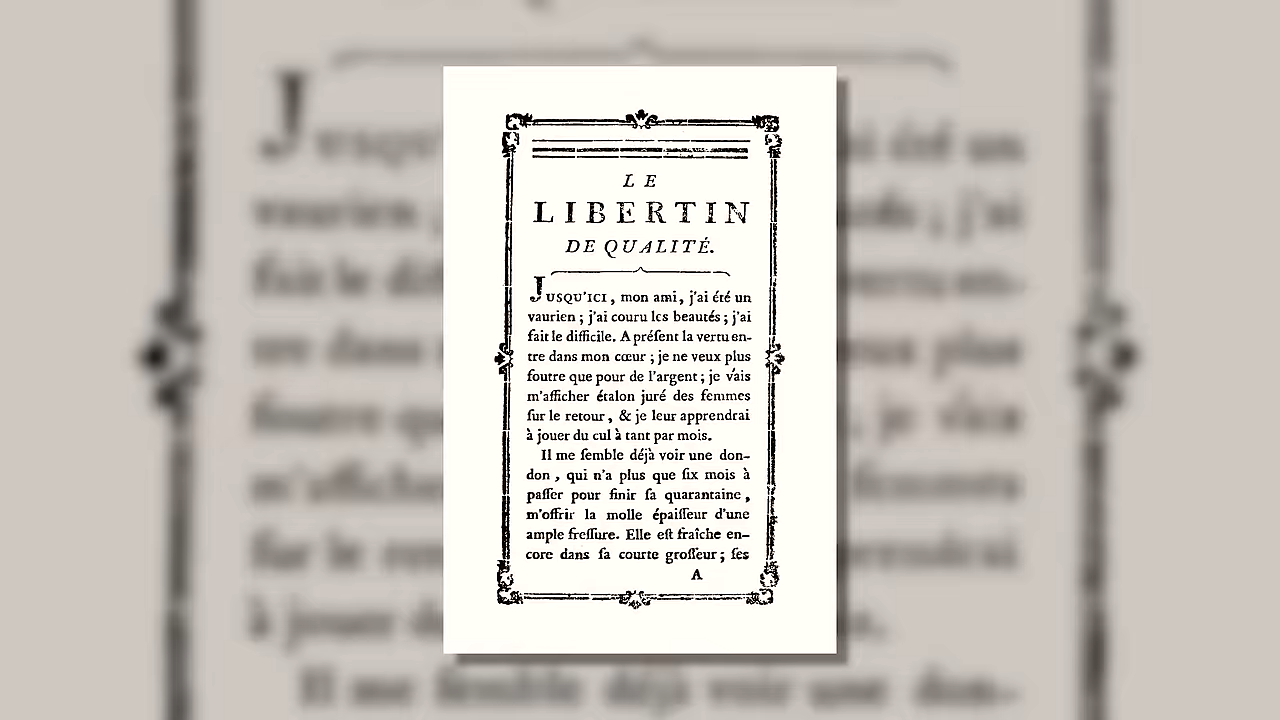 LE
LIBERTIN
DE QUALITÉ.
JUSQU'ICI, mon ami, j'ai été un
vaurien ; j'ai couru les beautés ; j'ai
fait le difficile. A préſent la vertu en-
tre dans mon cœur ; je ne veux plus
foutre que pour de l'argent ; je vais
m'afficher étalon juré des femmes
ſur le retour, & je leur apprendrai
à jouer du cul à tant par mois.
Il me ſemble déjà voir une don-
don, qui n'a plus que ſix mois à
paſſer pour finir ſa quarantaine,
m'offrir la molle épaiſſeur d'une
ample freſſure. Elle eſt fraîche en-
core dans ſa courte groſſeur ; ſes
A